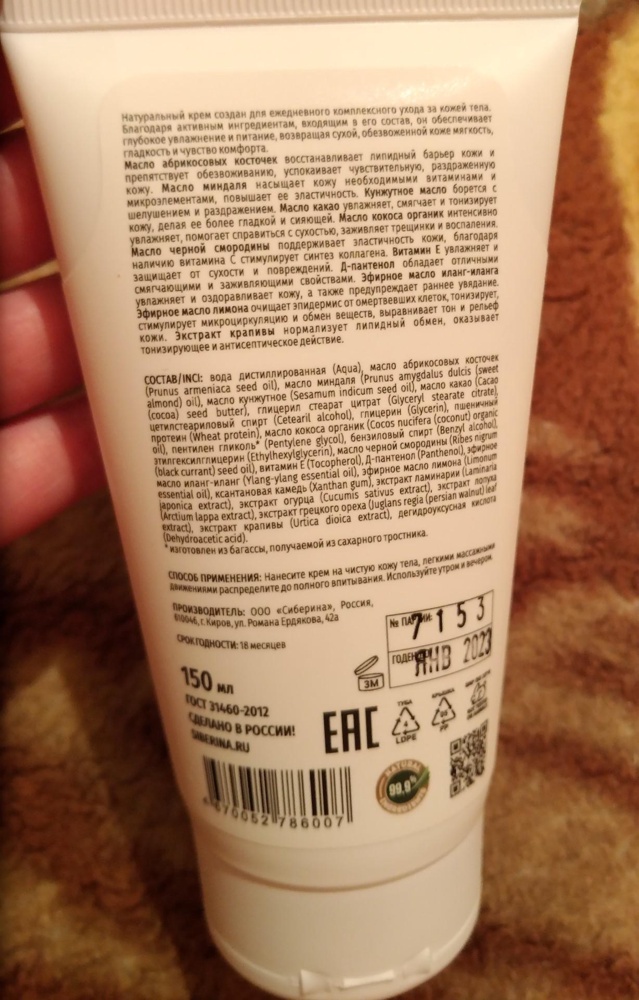 Натуральный крем создан для ежедневного комплексного ухода за кожей тела.
Благодаря активным ингредиентам, входящим в его состав, он обеспечивает
глубокое увлажнение и питание, возвращая сухой, обезвоженной коже мягкость,
гладкость и чувство комфорта.
Масло абрикосовых косточек восстанавливает липидный барьер кожи и
препятствует обезвоживанию, успокаивает чувствительную, раздраженную
кожу. Масло миндаля насыщает кожу необходимыми витаминами и
микроэлементами, повышает ее эластичность. Кунжутное масло борется с
шелушением и раздражением. Масло какао увлажняет, смягчает и тонизирует
кожу, делая ее более гладкой и сияющей. Масло кокоса органик интенсивно
увлажняет, помогает справиться с сухостью, заживляет трещинки и воспаления.
Масло черной смородины поддерживает эластичность кожи, благодаря
наличию витамина С стимулирует синтез коллагена. Витамин Е увлажняет и
защищает от сухости и повреждений. Д-пантенол обладает отличными
смягчающими и заживляющими свойствами. Эфирное масло иланг-иланга
увлажняет и оздоравливает кожу, а также предупреждает раннее увядание.
Эфирное масло лимона очищает эпидермис от омертвевших клеток, тонизирует,
стимулирует микроциркуляцию и обмен веществ, выравнивает тон и рельеф
кожи. Экстракт крапивы нормализует липидный обмен, оказывает
тонизирующее и антисептическое действие.
СОСТАВ/INCI: вода дистиллированная (Aqua), масло абрикосовых косточек
(Prunus armeniaca seed oil), масло миндаля (Prunus amygdalus dulcis (sweet
almond) oil), масло кунжутное (Sesamum indicum seed oil), масло какао (Cacao
(cocoa) seed butter), глицерил стеарат цитрат (Glyceryl stearate citrate),
цетилстеариловый спирт (Cetearil alcohol), глицерин (Glycerin), пшеничный
протеин (Wheat protein), масло кокоса органик (Cocos nucifera (coconut) organic
oil), пентилен гликоль* (Pentylene glycol), бензиловый спирт (Benzyl alcohol),
этилгексилглицерин (Ethylhexylglycerin), масло черной смородины (Ribes nigrum
(black currant) seed oil), витамин Е (Tocopherol), Д-пантенол (Panthenol), эфирное
масло иланг-иланг (Ylang-ylang essential oil), эфирное масло лимона (Limonum
essential oil), ксантановая камедь (Xanthan gum), экстракт ламинарии (Laminaria
japonica extract), экстракт огурца (Cucumis sativus extract), экстракт лопуха
(Arctium lappa extract), экстракт грецкого ореха (Juglans regia (persian walnut) leaf
extract), экстракт крапивы (Urtica dioica extract), дегидроацетовая кислота
(Dehydroacetic acid).
*изготовлен из багассы, получаемой из сахарного тростника.
СПОСОБ ПРИМЕНЕНИЯ: Нанесите крем на чистую кожу тела, легкими массажными
движениями распределите до полного впитывания. Используйте утром и вечером.
ПРОИЗВОДИТЕЛЬ: ООО «Сиберина», Россия,
610046, г. Киров, ул. Романа Ердякова, 42а
№ ПАРТИИ: 7153
СРОК ГОДНОСТИ: 18 месяцев
ГОДЕН ЯНВ 2023
3M
150 мл
ГОСТ 31460-2012
СДЕЛАНО В РОССИИ!
SIBERINA.RU
EAC
ТУБА
4
LDPE
КРЫШКА
05
PP
NATURAL
99.9%
670052 786007